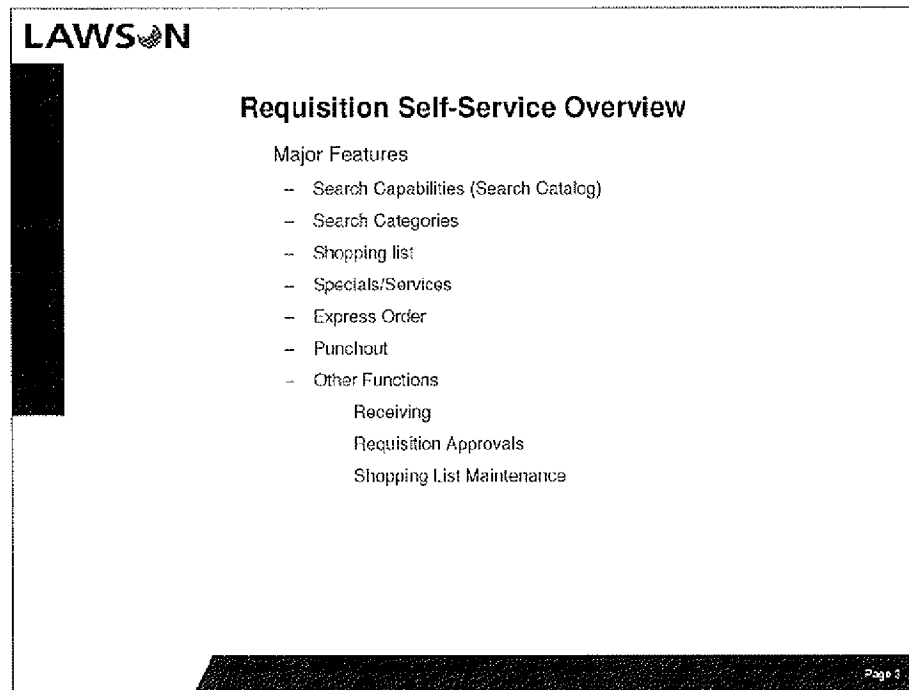 LAWSON
Requisition Self-Service Overview
Major Features
– Search Capabilities (Search Catalog)
– Search Categories
– Shopping list
– Specials/Services
– Express Order
– Punchout
– Other Functions
Receiving
Requisition Approvals
Shopping List Maintenance
Page 3